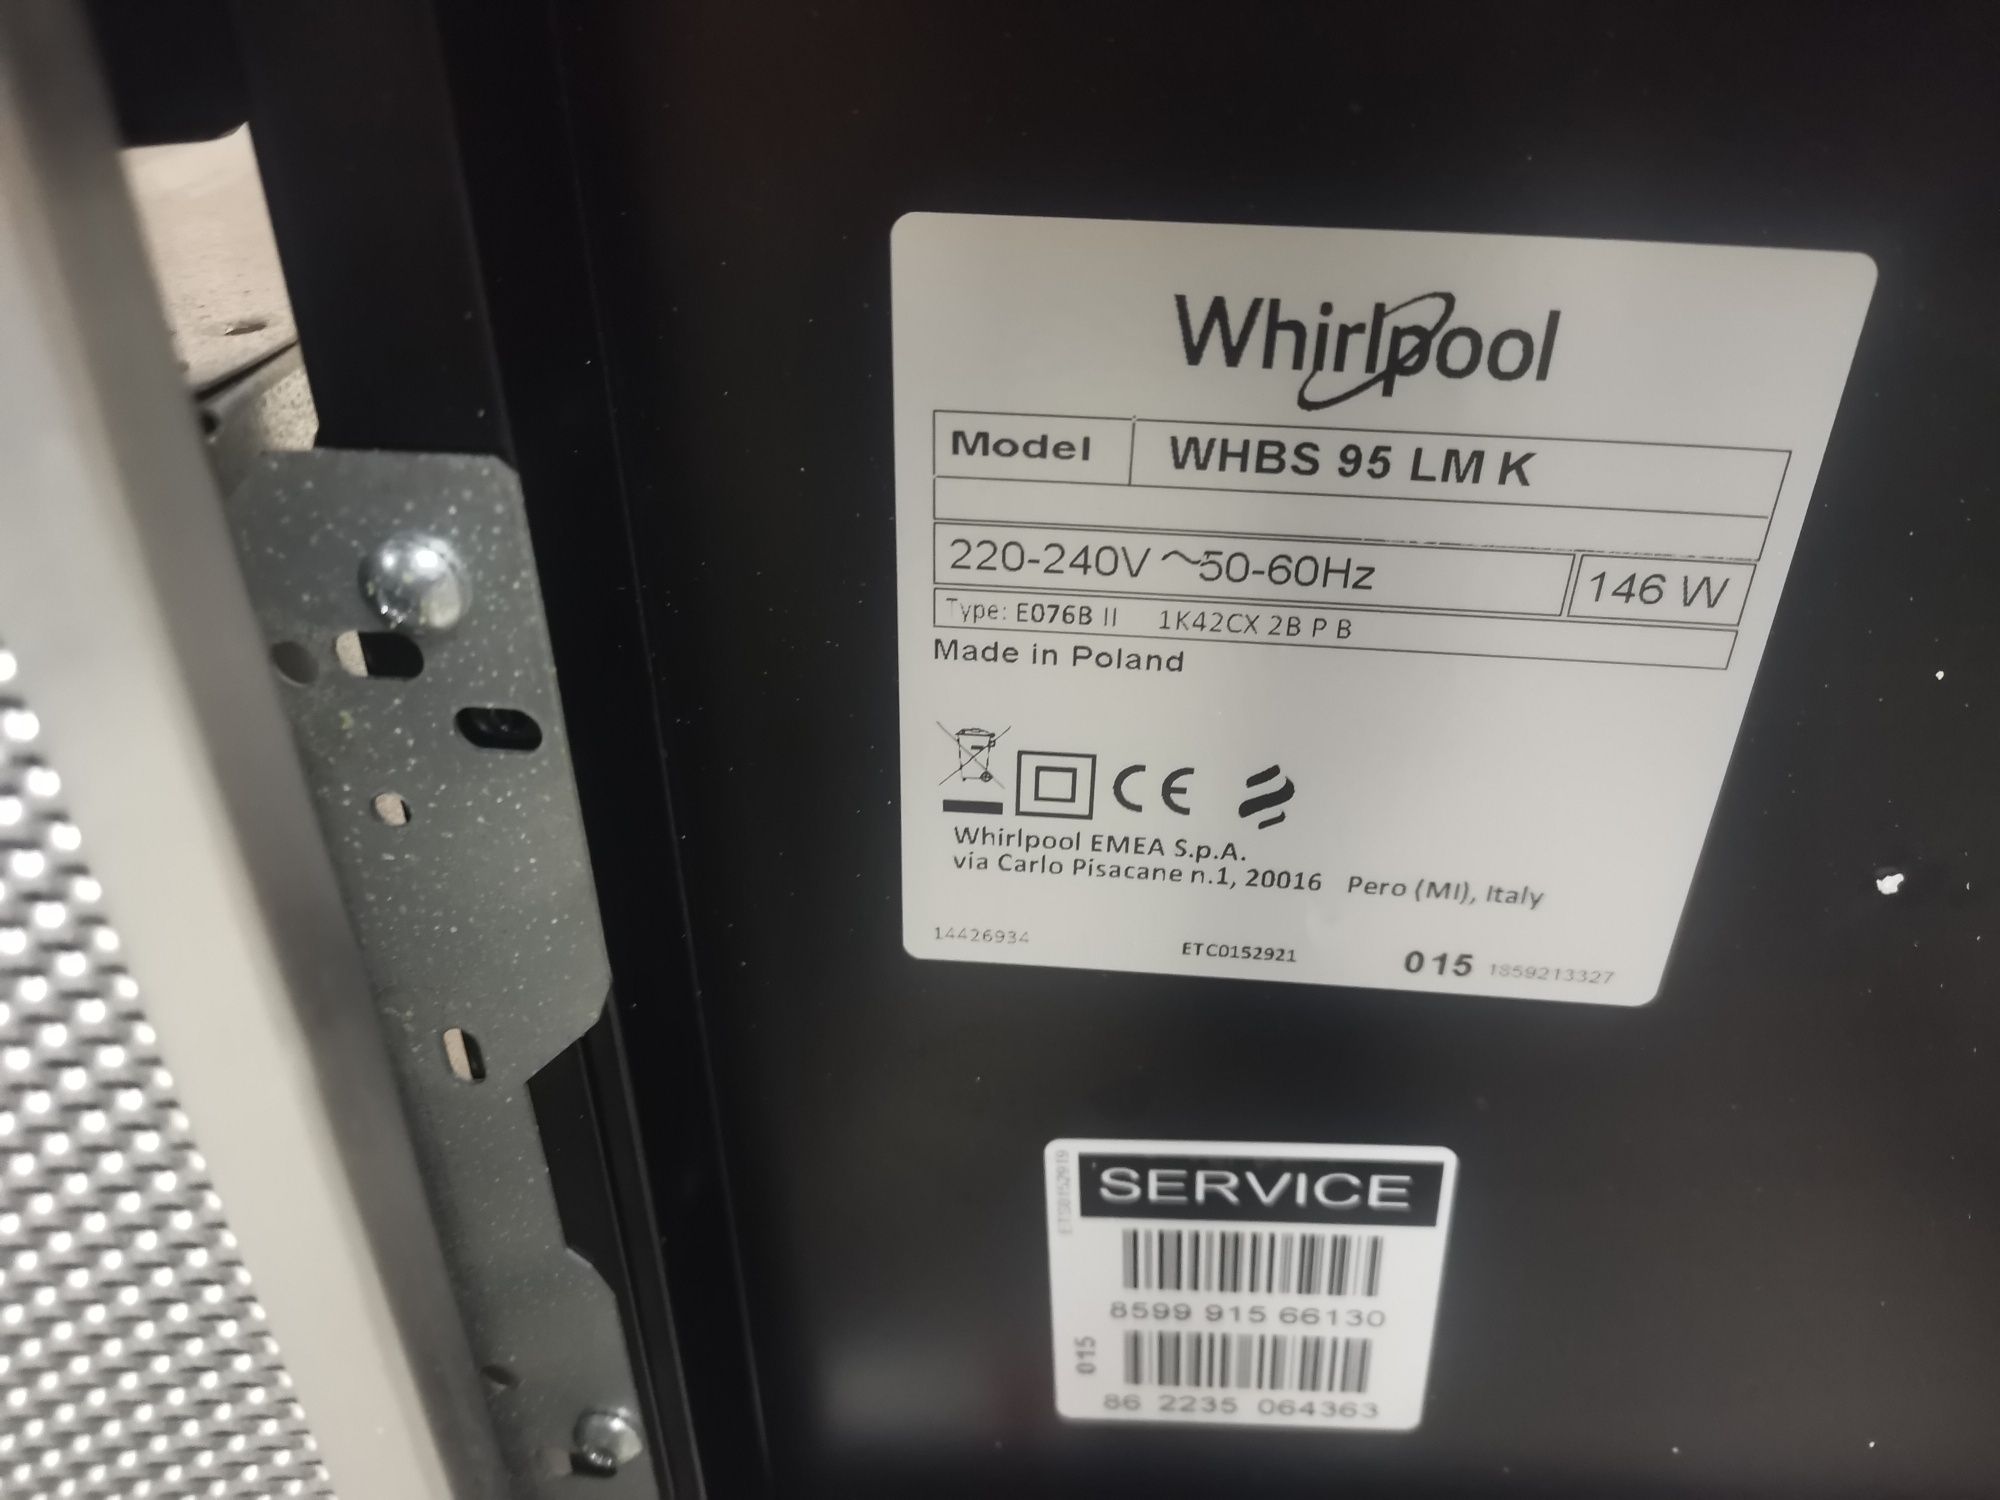 Whirlpool
Model WHBS 95 LM K
220-240V ~50-60Hz 146 W
Type: E076B II 1K42CX 2B P B
Made in Poland
CE
Whirlpool EMEA S.p.A.
via Carlo Pisacane n.1, 20016 Pero (MI), Italy
14426934 ETC0152921 015 1859213327
SERVICE
8599 915 66130
015
86 2235 064363